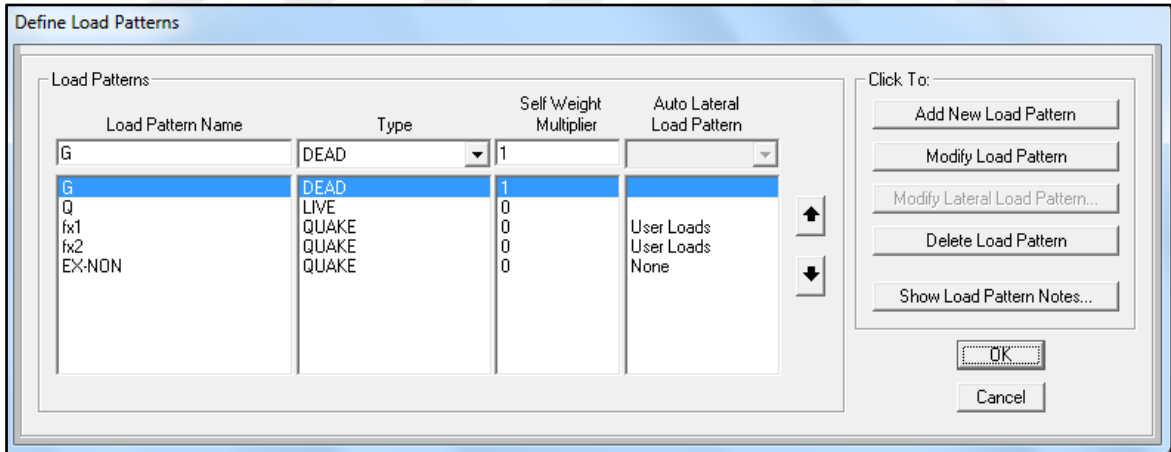 Define Load Patterns
Load Patterns
Click To:
Load Pattern Name Type Self Weight Multiplier Auto Lateral Load Pattern
G DEAD 1
G DEAD 1
Q LIVE 0
fx1 QUAKE 0 User Loads
fx2 QUAKE 0 User Loads
EX-NON QUAKE 0 None
Add New Load Pattern
Modify Load Pattern
Modify Lateral Load Pattern...
Delete Load Pattern
Show Load Pattern Notes...
OK
Cancel